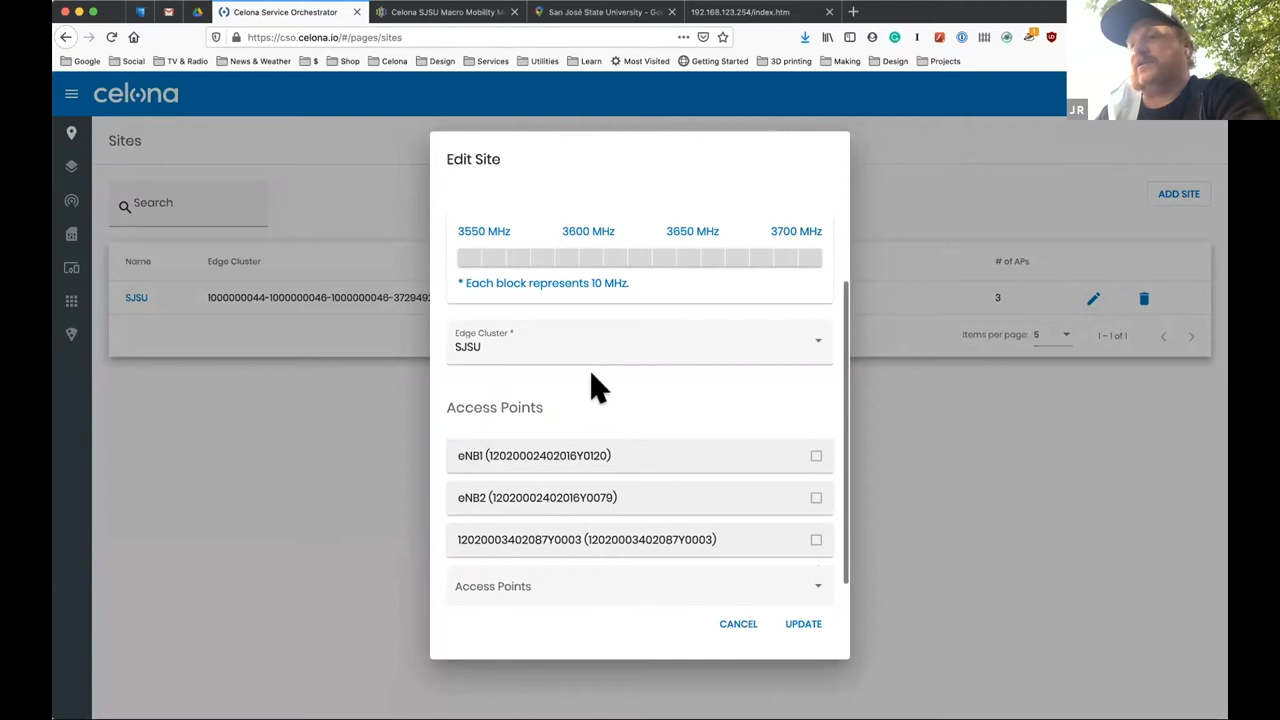 Celona Service Orchestrator
Celona SJSU Macro Mobility M
San José State University - Go
192.168.123.254/index.htm
https://cso.celona.io/#/pages/sites
Google
Social
TV & Radio
News & Weather
$
Shop
Celona
Design
Services
Utilities
Learn
Most Visited
Getting Started
3D printing
Making
Design
Projects
JR
celona
Sites
Search
ADD SITE
Name
Edge Cluster
# of APs
SJSU
1000000044-1000000046-1000000046-3729492
3
Items per page: 5
1 – 1 of 1
Edit Site
3550 MHz 3600 MHz 3650 MHz 3700 MHz
* Each block represents 10 MHz.
Edge Cluster *
SJSU
Access Points
eNB1 (12020002402016Y0120)
eNB2 (12020002402016Y0079)
12020003402087Y0003 (12020003402087Y0003)
Access Points
CANCEL UPDATE